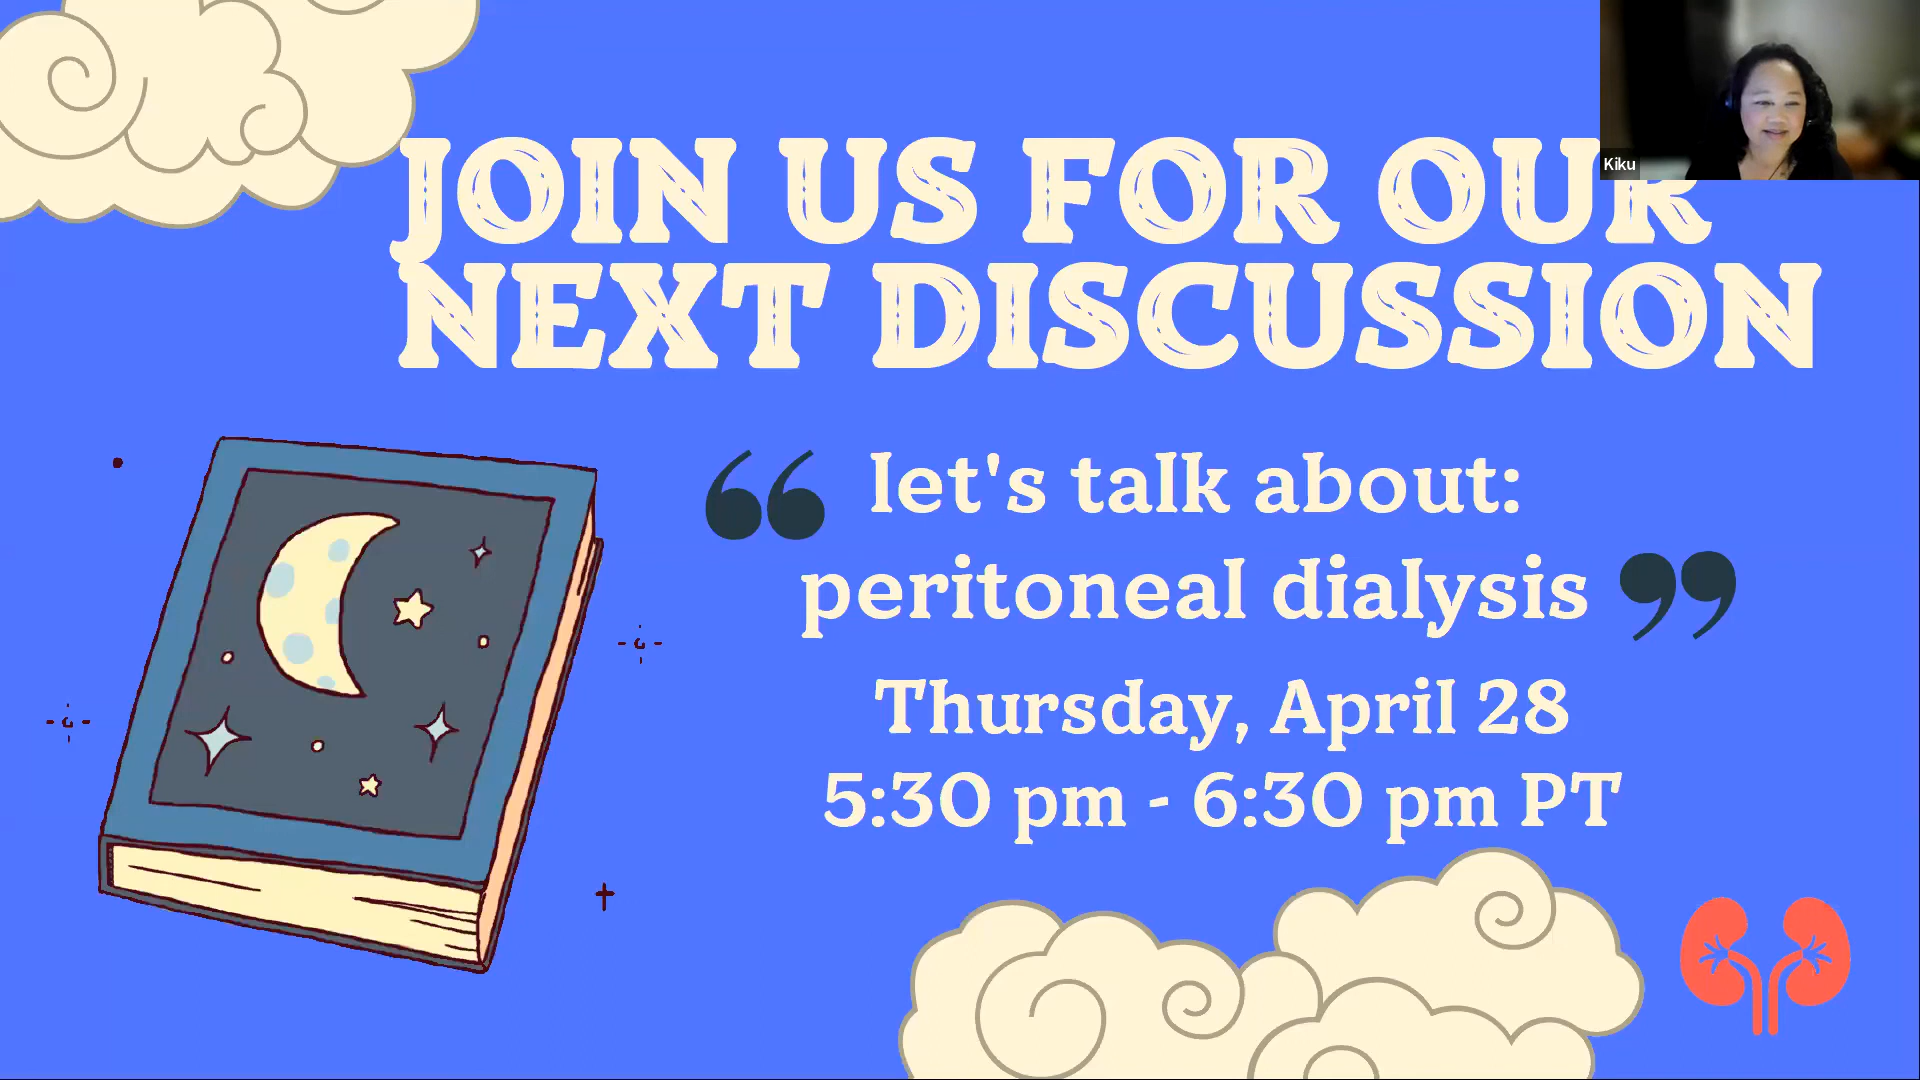 JOIN US FOR OUR
NEXT DISCUSSION
Kiku
“ let's talk about:
peritoneal dialysis ”
Thursday, April 28
5:30 pm - 6:30 pm PT